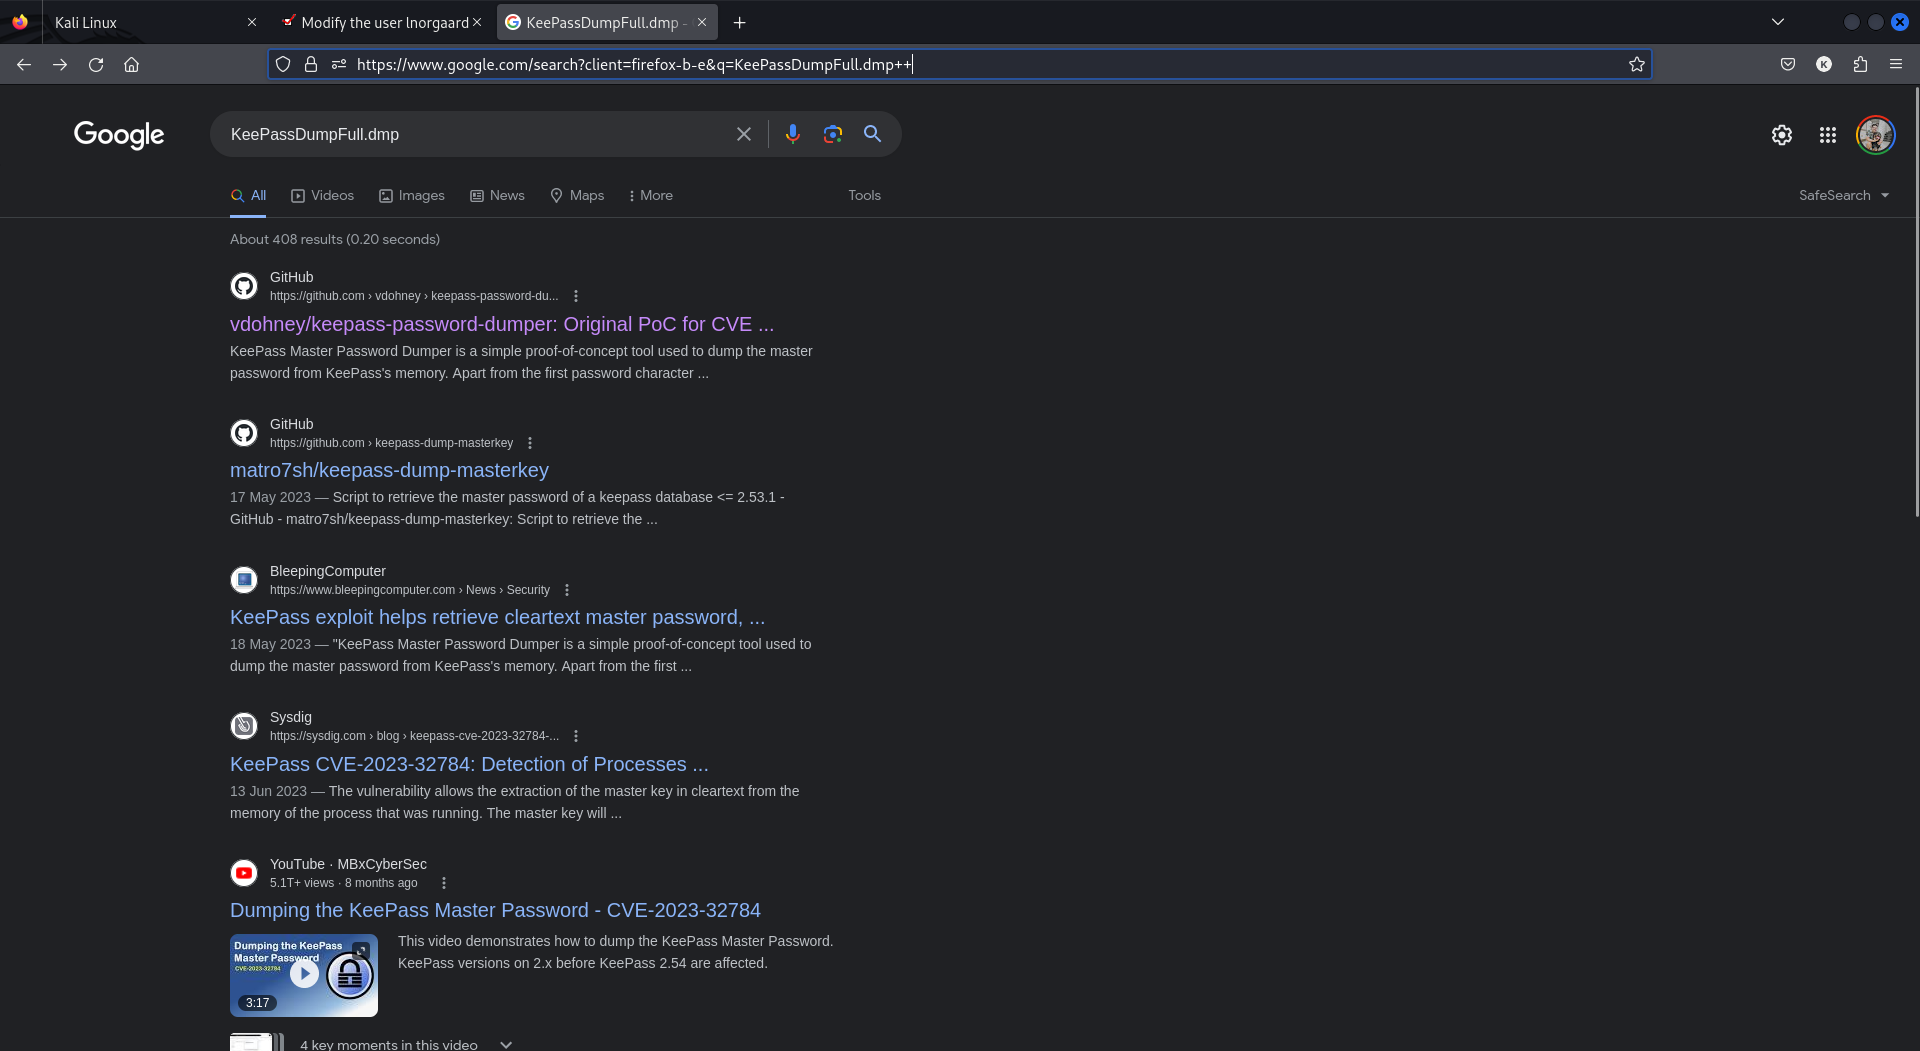 Kali Linux
Modify the user lnorgaard
KeePassDumpFull.dmp -
https://www.google.com/search?client=firefox-b-e&q=KeePassDumpFull.dmp++
K
Google
KeePassDumpFull.dmp
All
Videos
Images
News
Maps
More
Tools
SafeSearch
About 408 results (0.20 seconds)
GitHub
https://github.com › vdohney › keepass-password-du...
vdohney/keepass-password-dumper: Original PoC for CVE ...
KeePass Master Password Dumper is a simple proof-of-concept tool used to dump the master
password from KeePass's memory. Apart from the first password character ...
GitHub
https://github.com › keepass-dump-masterkey
matro7sh/keepass-dump-masterkey
17 May 2023 — Script to retrieve the master password of a keepass database <= 2.53.1 -
GitHub - matro7sh/keepass-dump-masterkey: Script to retrieve the ...
BleepingComputer
https://www.bleepingcomputer.com › News › Security
KeePass exploit helps retrieve cleartext master password, ...
18 May 2023 — "KeePass Master Password Dumper is a simple proof-of-concept tool used to
dump the master password from KeePass's memory. Apart from the first ...
Sysdig
https://sysdig.com › blog › keepass-cve-2023-32784-...
KeePass CVE-2023-32784: Detection of Processes ...
13 Jun 2023 — The vulnerability allows the extraction of the master key in cleartext from the
memory of the process that was running. The master key will ...
YouTube · MBxCyberSec
5.1T+ views · 8 months ago
Dumping the KeePass Master Password - CVE-2023-32784
Dumping the KeePass
Master Password
CVE-2023-32784
3:17
This video demonstrates how to dump the KeePass Master Password.
KeePass versions on 2.x before KeePass 2.54 are affected.
4 key moments in this video